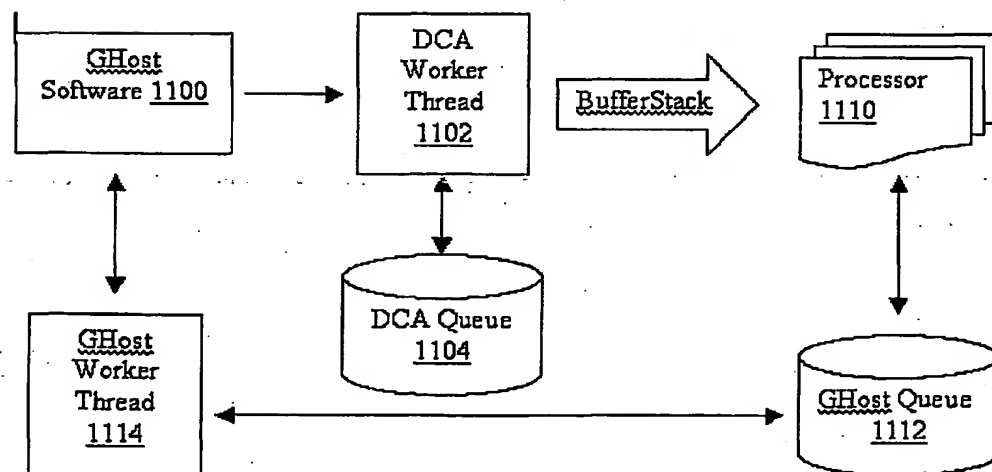 GHost
Software 1100
DCA
Worker
Thread
1102
BufferStack
Processor
1110
DCA Queue
1104
GHost
Worker
Thread
1114
GHost Queue
1112